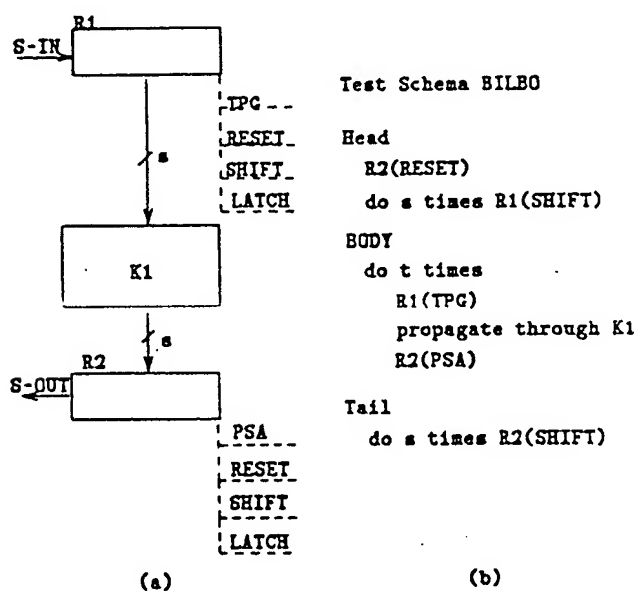 R1
S-IN
TPG
RESET
SHIFT
LATCH
s
K1
s
R2
S-OUT
PSA
RESET
SHIFT
LATCH
(a)
Test Schema BILBO
Head
R2(RESET)
do s times R1(SHIFT)
BODY
do t times
R1(TPG)
propagate through K1
R2(PSA)
Tail
do s times R2(SHIFT)
(b)